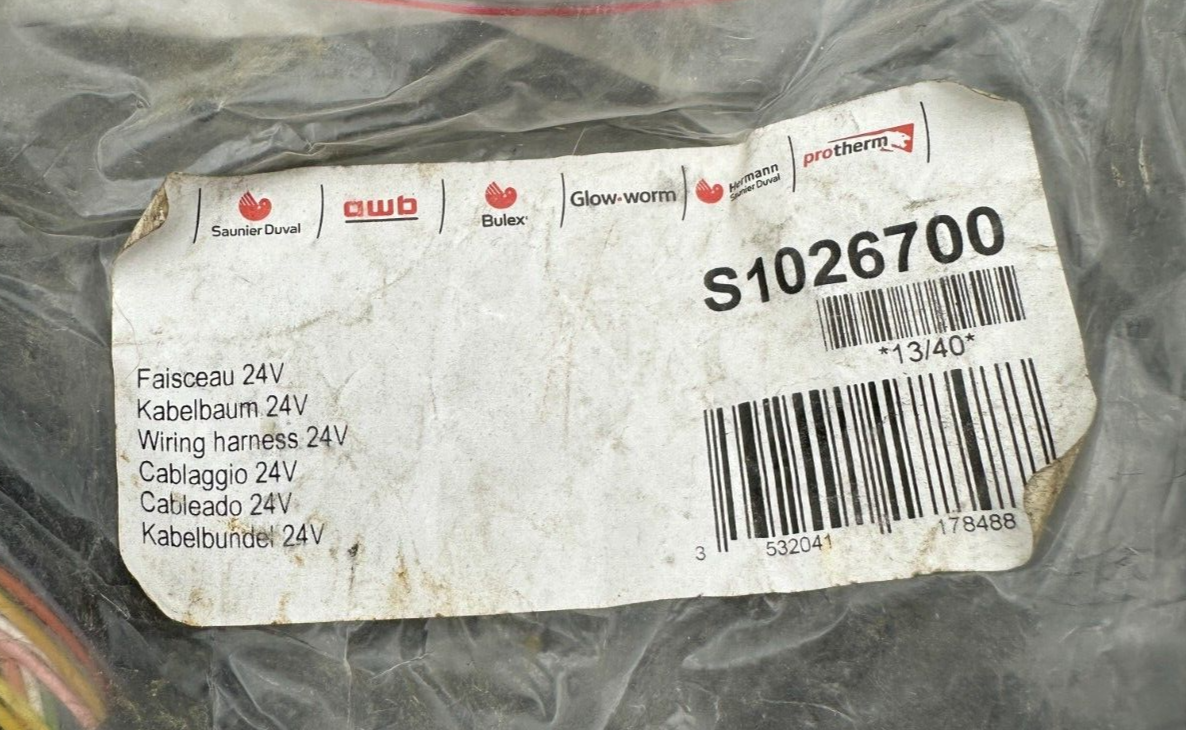 Saunier Duval
awb
Bulex
Glow-worm
Hermann
Saunier Duval
protherm
S1026700
*13/40*
Faisceau 24V
Kabelbaum 24V
Wiring harness 24V
Cablaggio 24V
Cableado 24V
Kabelbundel 24V
3 532041 178488